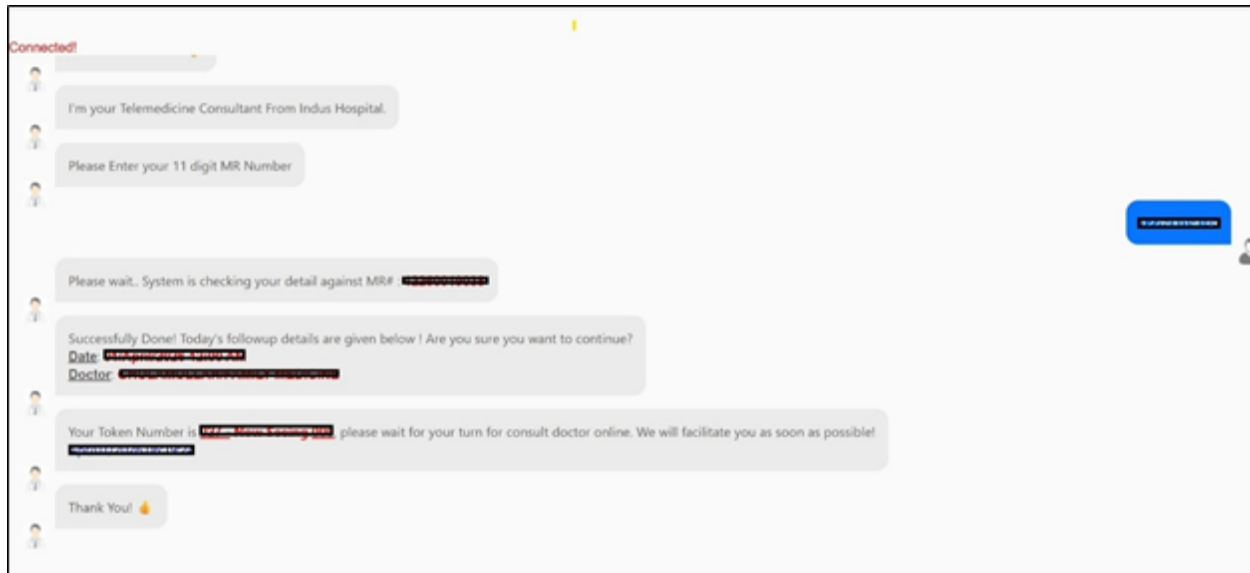 Connected!
I'm your Telemedicine Consultant From Indus Hospital.
Please Enter your 11 digit MR Number
Please wait.. System is checking your detail against MR# .
Successfully Done! Today's followup details are given below ! Are you sure you want to continue?
Date:
Doctor:
Your Token Number is , please wait for your turn for consult doctor online. We will facilitate you as soon as possible!
Thank You!